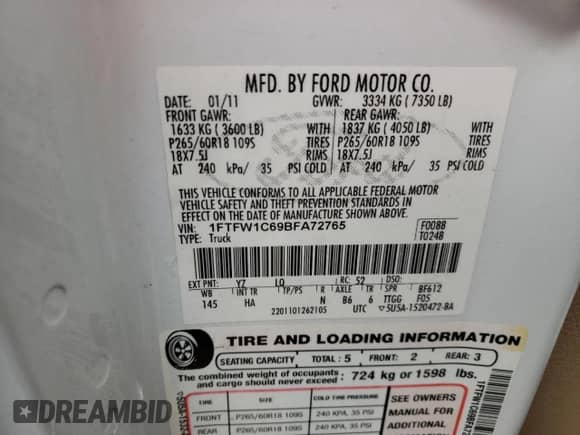 MFD. BY FORD MOTOR CO.
DATE: 01/11 GVWR: 3334 KG ( 7350 LB)
FRONT GAWR: REAR GAWR:
1633 KG ( 3600 LB) WITH 1837 KG ( 4050 LB) WITH
P265/60R18 109S TIRES P265/60R18 109S TIRES
18X7.5J RIMS 18X7.5J RIMS
AT 240 kPa/ 35 PSI COLD AT 240 kPa/ 35 PSI COLD
THIS VEHICLE CONFORMS TO ALL APPLICABLE FEDERAL MOTOR
VEHICLE SAFETY AND THEFT PREVENTION STANDARDS IN
EFFECT ON THE DATE OF MANUFACTURE SHOWN ABOVE.
VIN: 1FTFW1C69BFA72765 F0088
TYPE: Truck T0248
EXT PNT: YZ LQ RC: 52 DSO:
WB INT TR TP/PS R AXLE TR SPR BF612
145 HA N B6 6 TTGG F05
2201101262105 UTC 5U5A-1520472-BA
TIRE AND LOADING INFORMATION
SEATING CAPACITY TOTAL: 5 FRONT: 2 REAR: 3
The combined weight of occupants and cargo should never exceed: 724 kg or 1598 lbs.
TIRE SIZE COLD TIRE PRESSURE SEE OWNERS
FRONT P265/60R18 109S 240 KPA, 35 PSI MANUAL FOR
REAR P265/60R18 109S 240 KPA, 35 PSI ADDITIONAL
DREAMBID